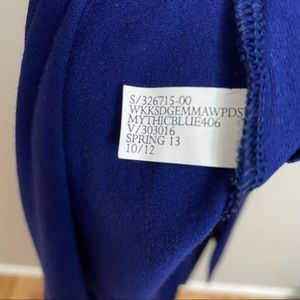 S/326715-00
WKKSDGEMMAWPDS
MYTHICBLUE406
V/303016
SPRING 13
10/12